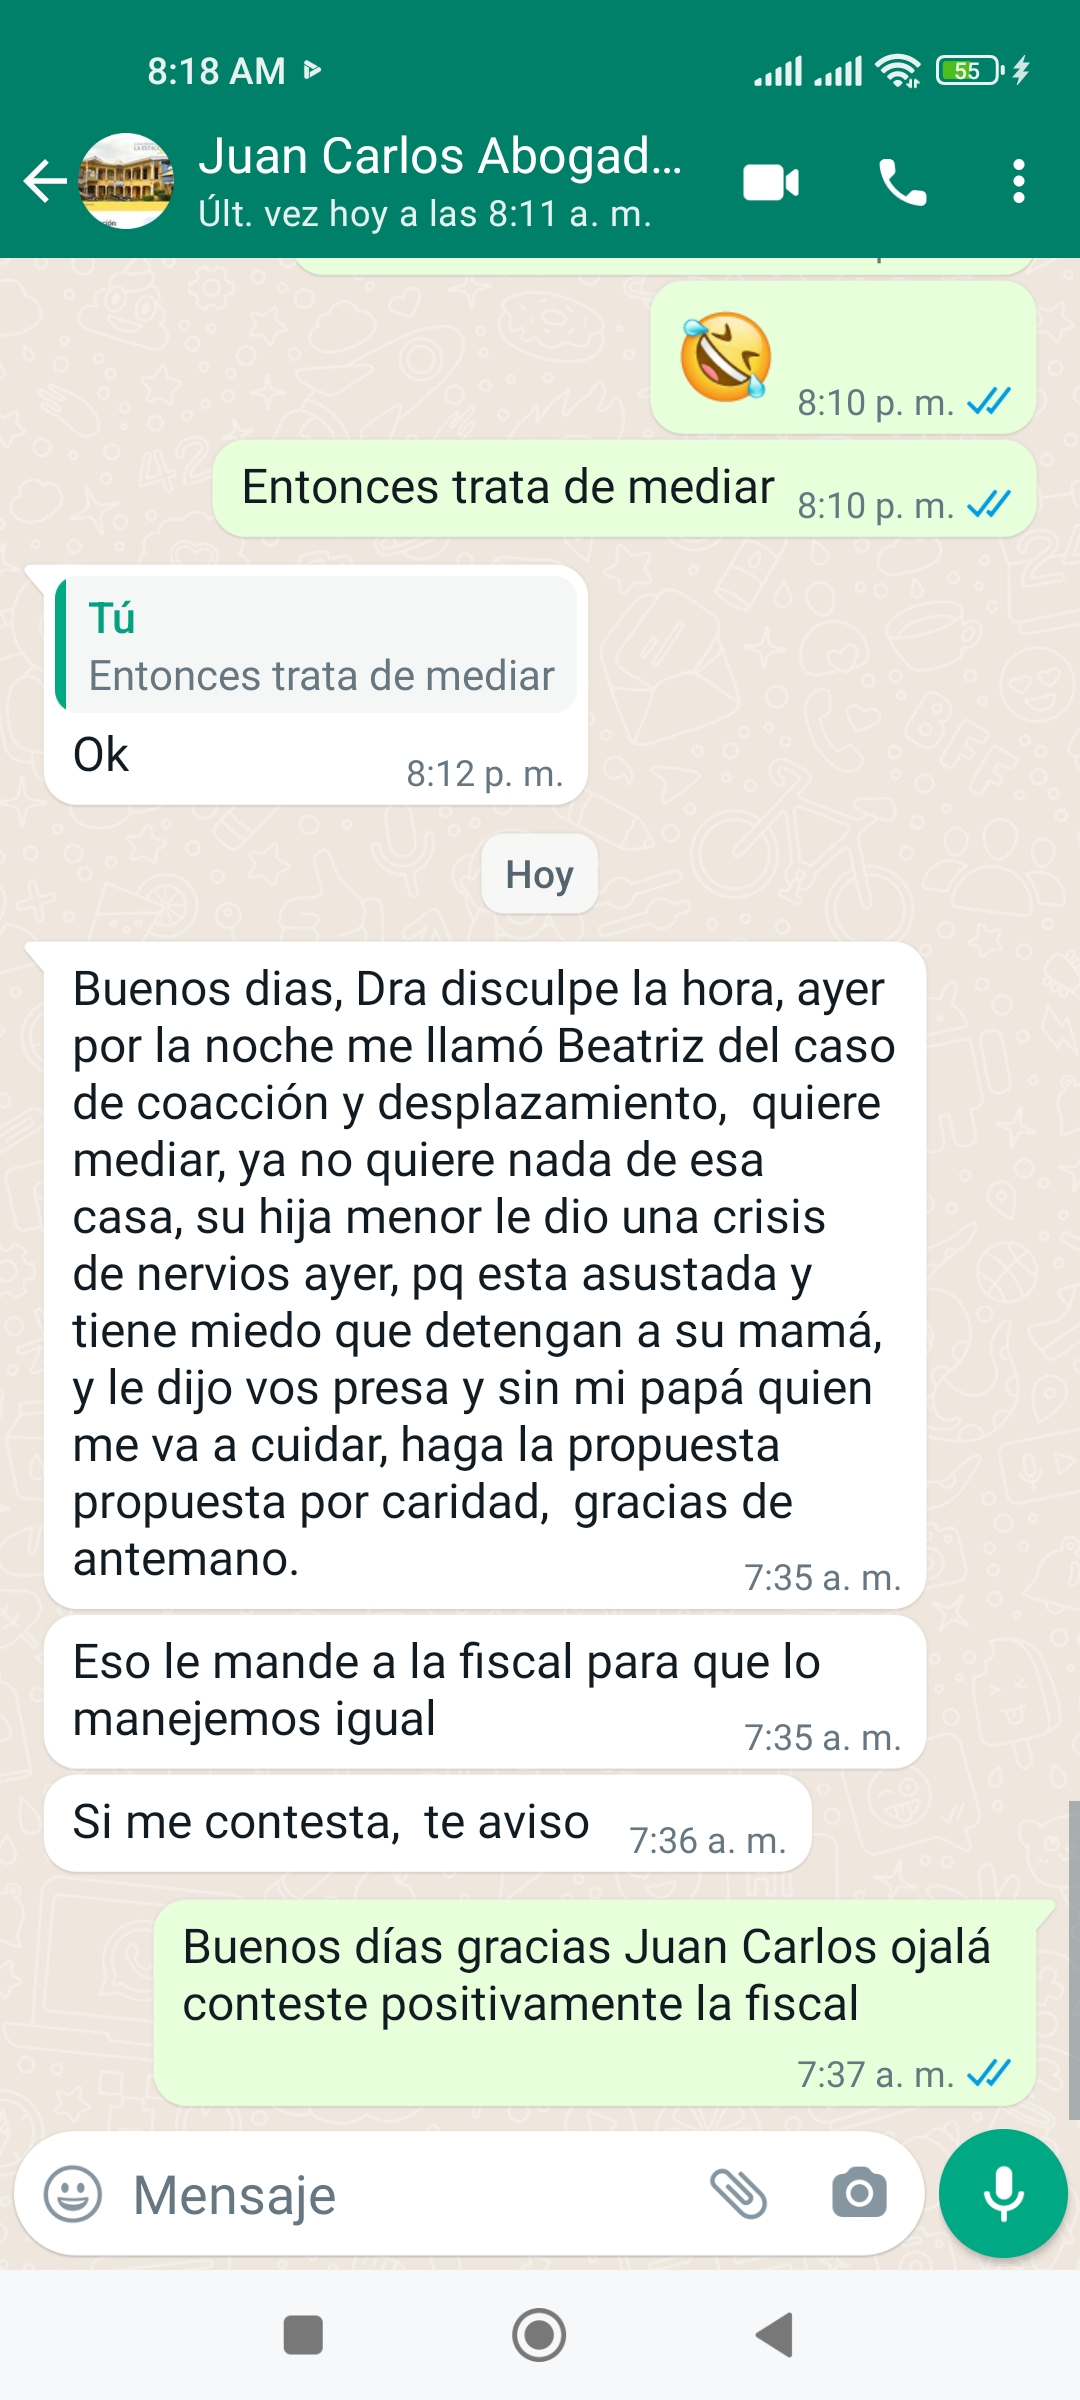 8:18 AM
55
Juan Carlos Abogad...
Últ. vez hoy a las 8:11 a. m.
8:10 p. m.
Entonces trata de mediar
8:10 p. m.
Tú
Entonces trata de mediar
Ok
8:12 p. m.
Hoy
Buenos dias, Dra disculpe la hora, ayer
por la noche me llamó Beatriz del caso
de coacción y desplazamiento,  quiere
mediar, ya no quiere nada de esa
casa, su hija menor le dio una crisis
de nervios ayer, pq esta asustada y
tiene miedo que detengan a su mamá,
y le dijo vos presa y sin mi papá quien
me va a cuidar, haga la propuesta
propuesta por caridad,  gracias de
antemano.
7:35 a. m.
Eso le mande a la fiscal para que lo
manejemos igual
7:35 a. m.
Si me contesta,  te aviso
7:36 a. m.
Buenos días gracias Juan Carlos ojalá
conteste positivamente la fiscal
7:37 a. m.
Mensaje